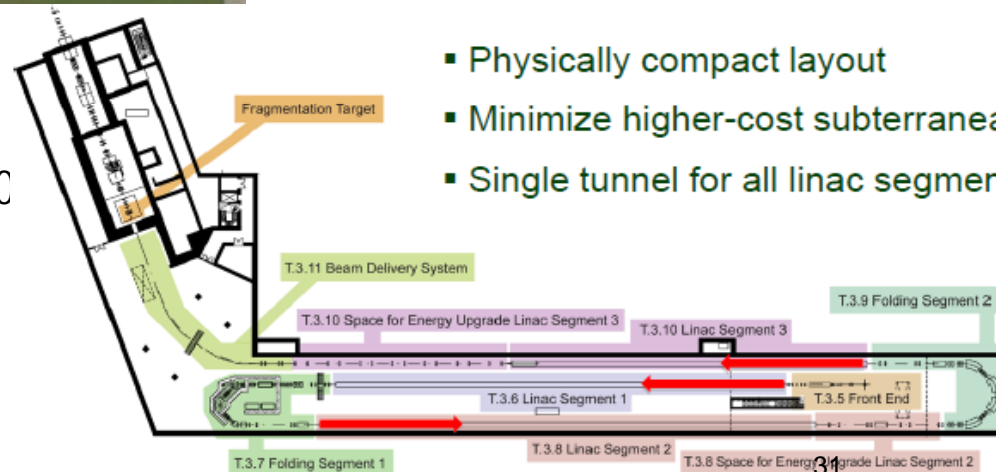 ▪ Physically compact layout
▪ Minimize higher-cost
▪ Single tunnel for all linac
Fragmentation Target
T.3.11 Beam Delivery System
T.3.9 Folding Segment 2
T.3.10 Space for Energy Upgrade Linac Segment 3
T.3.10 Linac Segment 3
T.3.6 Linac Segment 1
T.3.5 Front End
T.3.8 Linac Segment 2
T.3.7 Folding Segment 1
T.3.8 Space for Energy Upgrade Linac Segment 2
31